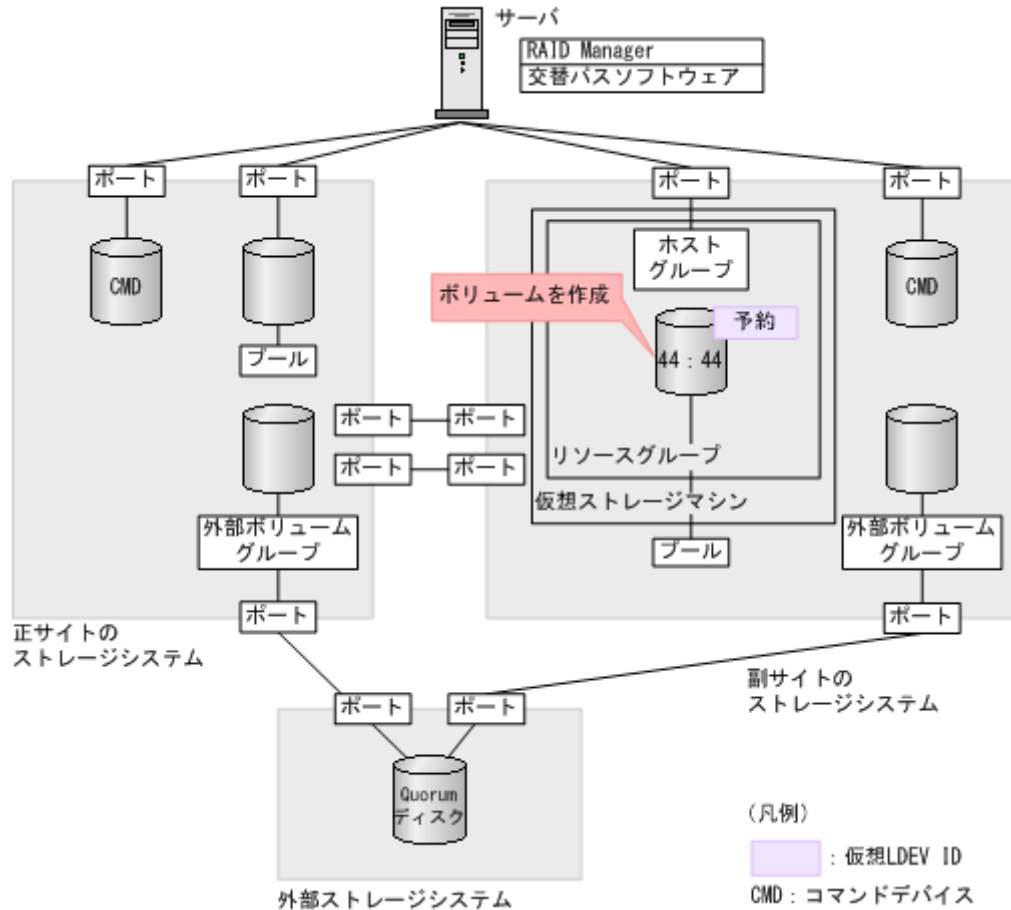 サーバ
RAID Manager
交替パスソフトウェア
ポート
ポート
ポート
ポート
CMD
プール
ホスト
グループ
ボリュームを作成
予約
44:44
CMD
ポート
ポート
ポート
ポート
リソースグループ
仮想ストレージマシン
プール
外部ボリューム
グループ
外部ボリューム
グループ
ポート
ポート
正サイトの
ストレージシステム
副サイトの
ストレージシステム
ポート
ポート
Quorum
ディスク
外部ストレージシステム
(凡例)
:仮想LDEV ID
CMD:コマンドデバイス